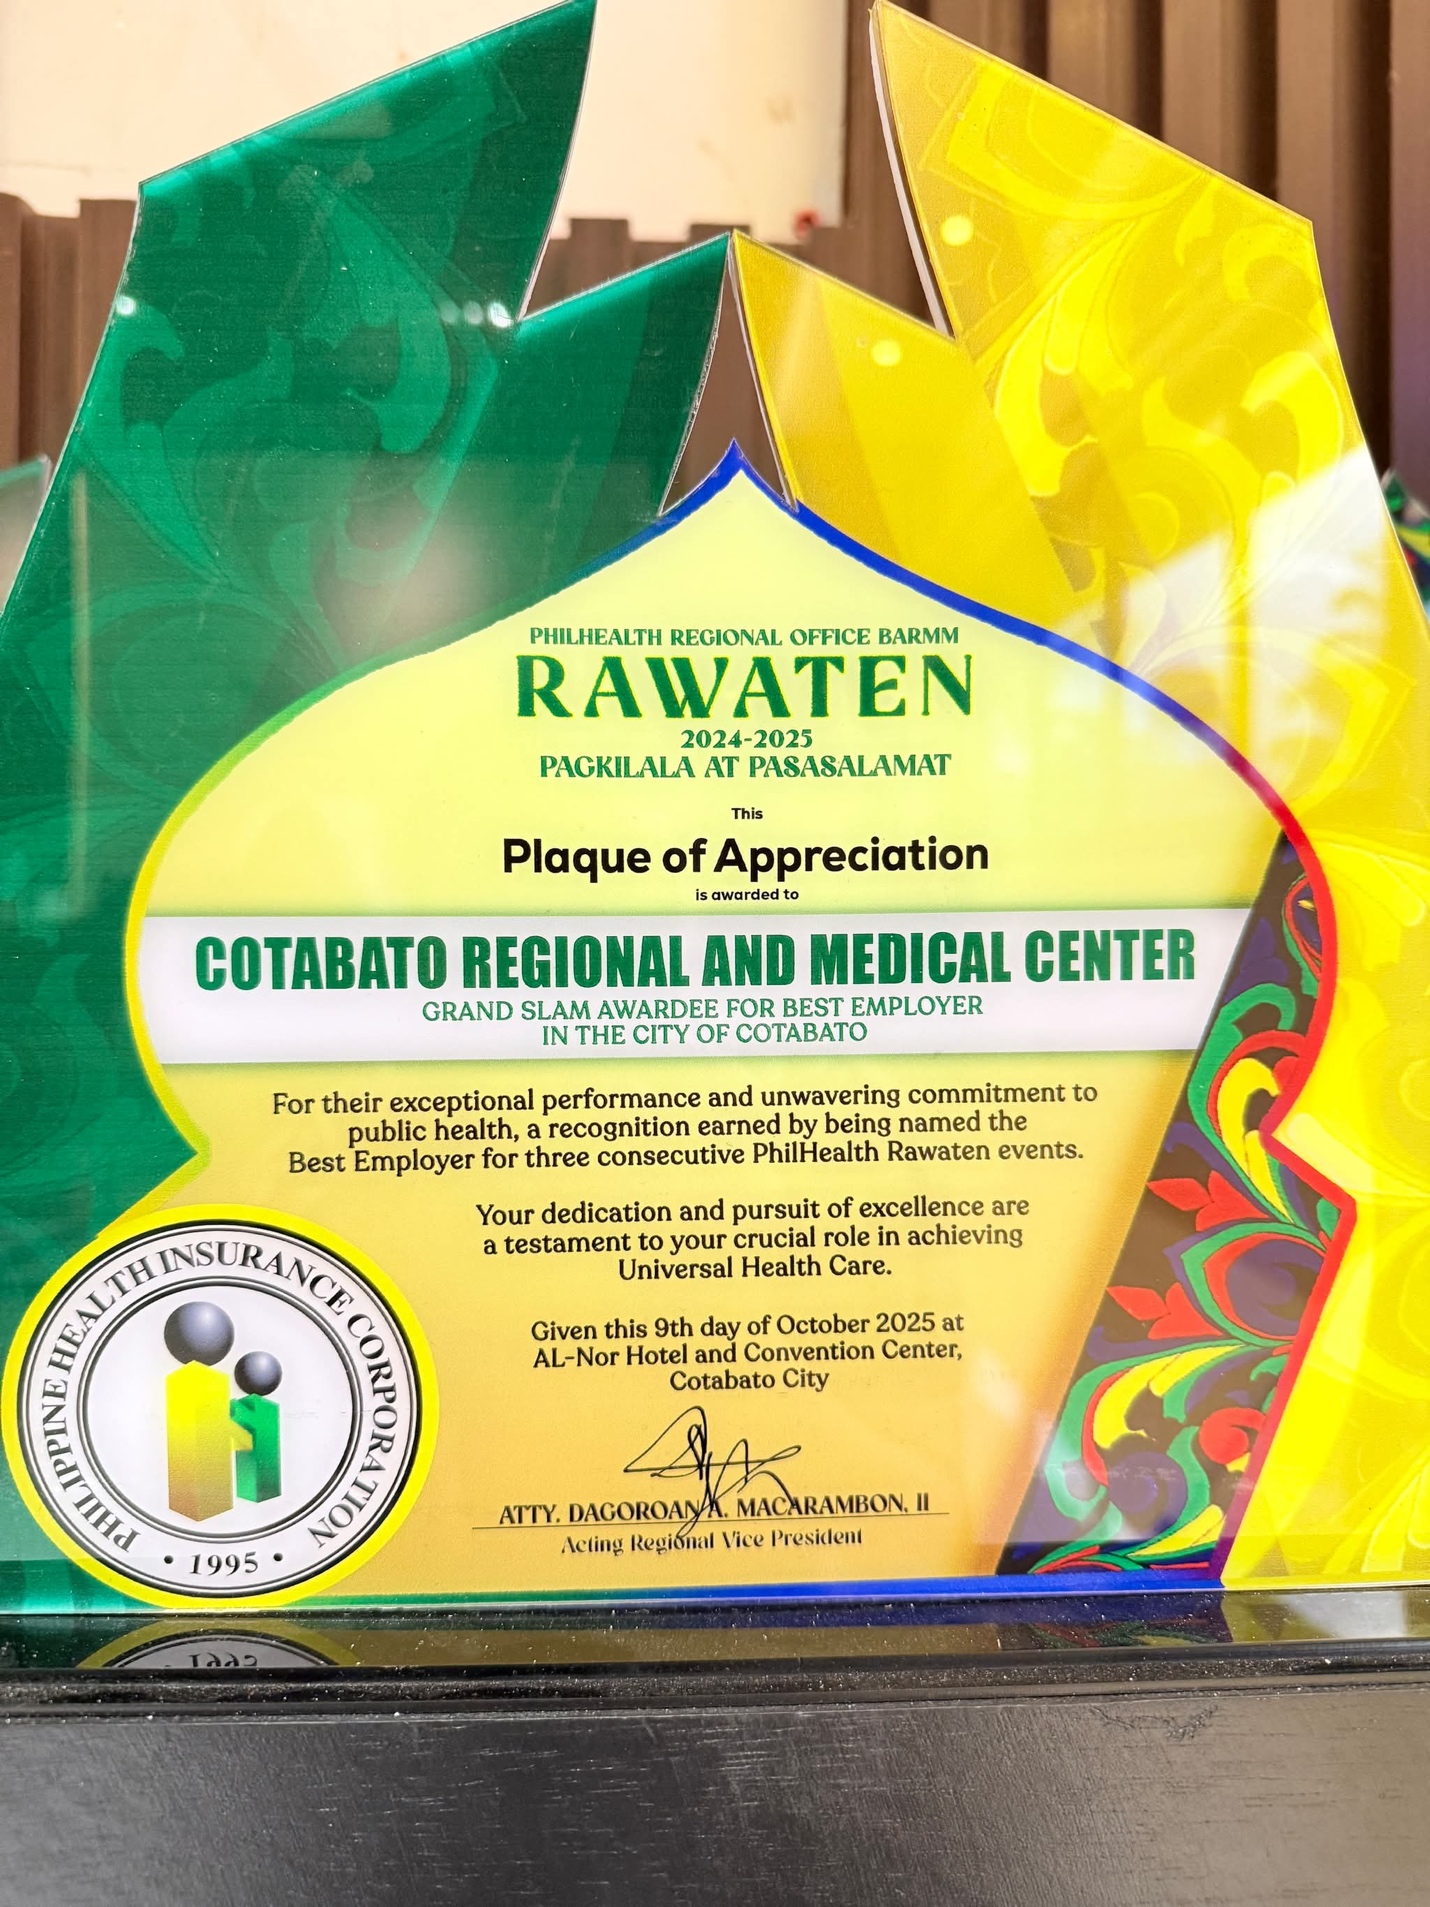 PHILHEALTH REGIONAL OFFICE BARMM
RAWATEN
2024-2025
PAGKILALA AT PASASALAMAT
This
Plaque of Appreciation
is awarded to
COTABATO REGIONAL AND MEDICAL CENTER
GRAND SLAM AWARDEE FOR BEST EMPLOYER
IN THE CITY OF COTABATO
For their exceptional performance and unwavering commitment to
public health, a recognition earned by being named the
Best Employer for three consecutive PhilHealth Rawaten events.
Your dedication and pursuit of excellence are
a testament to your crucial role in achieving
Universal Health Care.
Given this 9th day of October 2025 at
AL-Nor Hotel and Convention Center,
Cotabato City
ATTY. DAGOROAN A. MACARAMBON, II
Acting Regional Vice President
PHILIPPINE HEALTH INSURANCE CORPORATION
• 1995 •